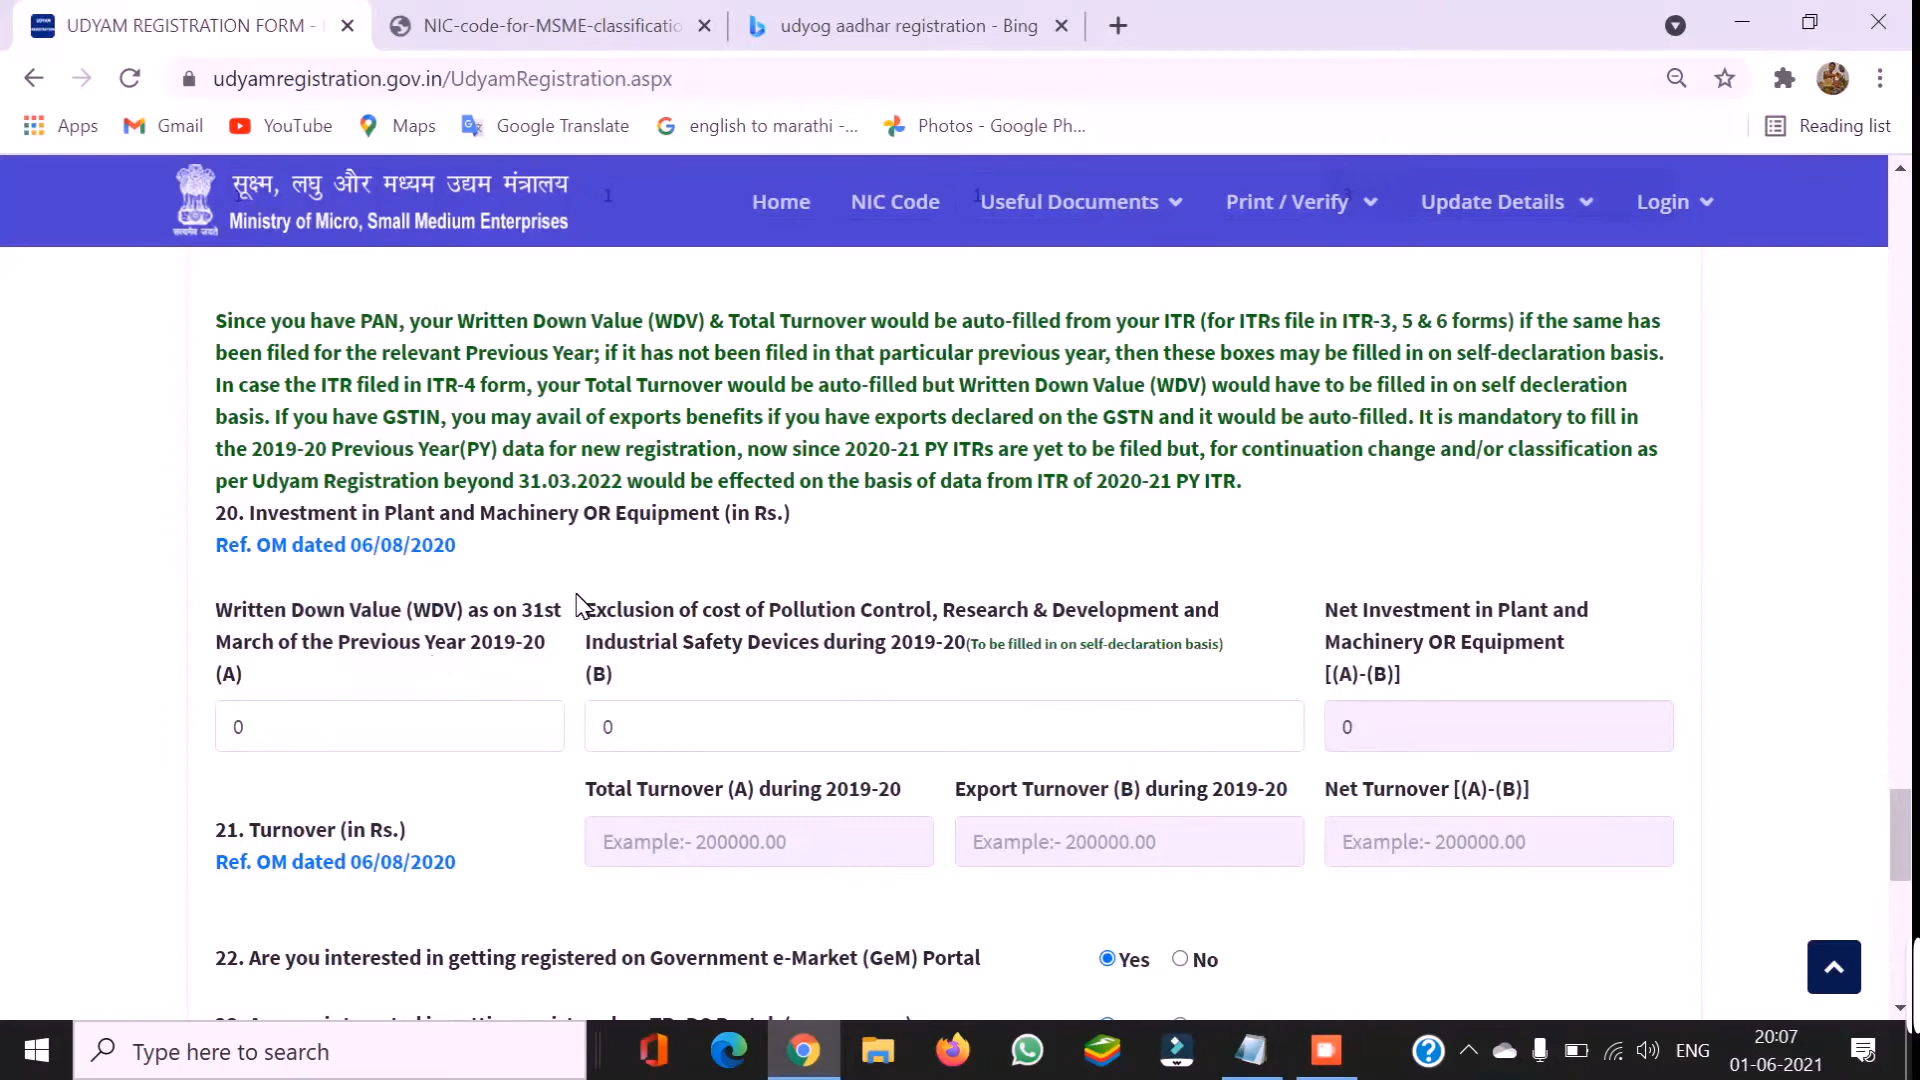 UDYAM REGISTRATION FORM -
NIC-code-for-MSME-classificatio
udyog aadhar registration - Bing
udyamregistration.gov.in/UdyamRegistration.aspx
Apps
Gmail
YouTube
Maps
Google Translate
english to marathi -...
Photos - Google Ph...
Reading list
सूक्ष्म, लघु और मध्यम उद्यम मंत्रालय
Ministry of Micro, Small Medium Enterprises
सत्यमेव जयते
Home
NIC Code
Useful Documents
Print / Verify
Update Details
Login
Since you have PAN, your Written Down Value (WDV) & Total Turnover would be auto-filled from your ITR (for ITRs file in ITR-3, 5 & 6 forms) if the same has
been filed for the relevant Previous Year; if it has not been filed in that particular previous year, then these boxes may be filled in on self-declaration basis.
In case the ITR filed in ITR-4 form, your Total Turnover would be auto-filled but Written Down Value (WDV) would have to be filled in on self decleration
basis. If you have GSTIN, you may avail of exports benefits if you have exports declared on the GSTN and it would be auto-filled. It is mandatory to fill in
the 2019-20 Previous Year(PY) data for new registration, now since 2020-21 PY ITRs are yet to be filed but, for continuation change and/or classification as
per Udyam Registration beyond 31.03.2022 would be effected on the basis of data from ITR of 2020-21 PY ITR.
20. Investment in Plant and Machinery OR Equipment (in Rs.)
Ref. OM dated 06/08/2020
Written Down Value (WDV) as on 31st
March of the Previous Year 2019-20
(A)
Exclusion of cost of Pollution Control, Research & Development and
Industrial Safety Devices during 2019-20(To be filled in on self-declaration basis)
(B)
Net Investment in Plant and
Machinery OR Equipment
[(A)-(B)]
0
0
0
Total Turnover (A) during 2019-20
Export Turnover (B) during 2019-20
Net Turnover [(A)-(B)]
21. Turnover (in Rs.)
Ref. OM dated 06/08/2020
Example:- 200000.00
Example:- 200000.00
Example:- 200000.00
22. Are you interested in getting registered on Government e-Market (GeM) Portal
Yes
No
Type here to search
ENG
20:07
01-06-2021